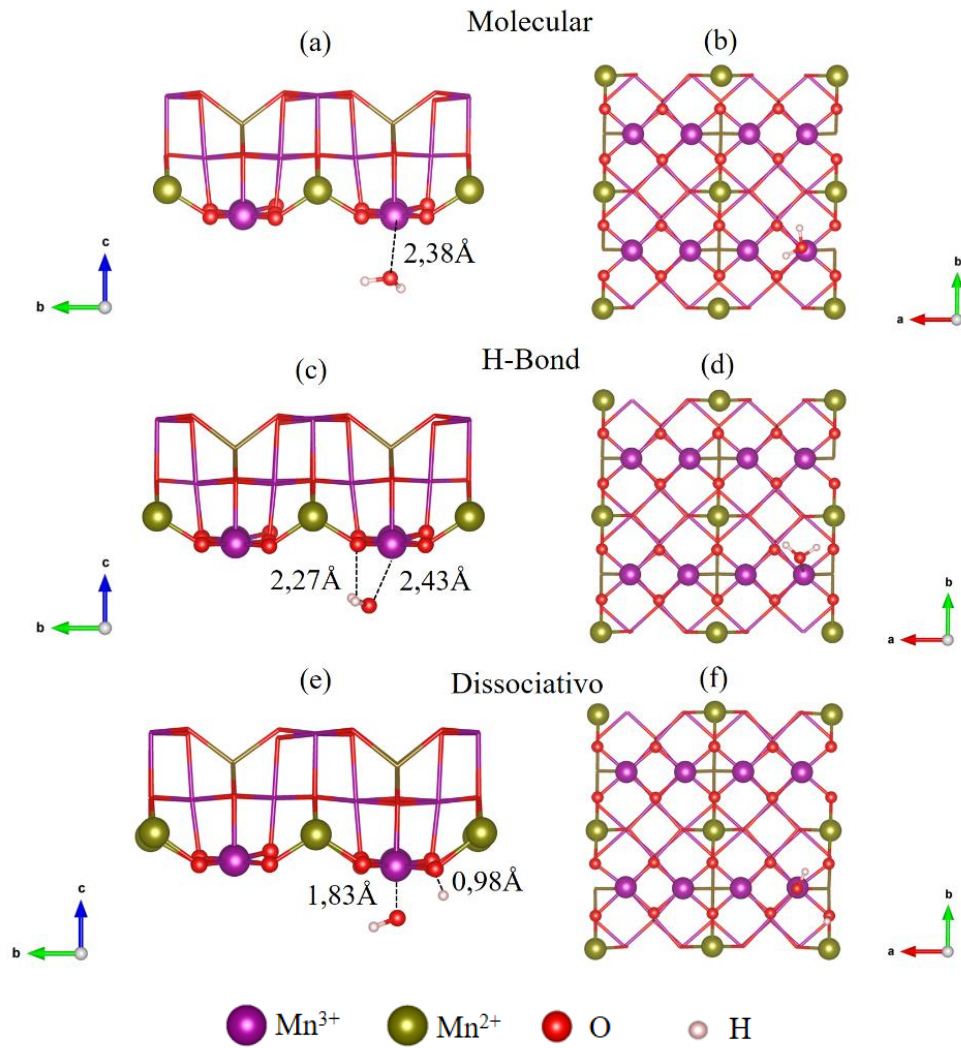 Molecular
(a)
(b)
2,38Å
c
b
b
a
H-Bond
(c)
(d)
2,27Å
2,43Å
c
b
b
a
Dissociativo
(e)
(f)
1,83Å
0,98Å
c
b
b
a
Mn³⁺ Mn²⁺ O H